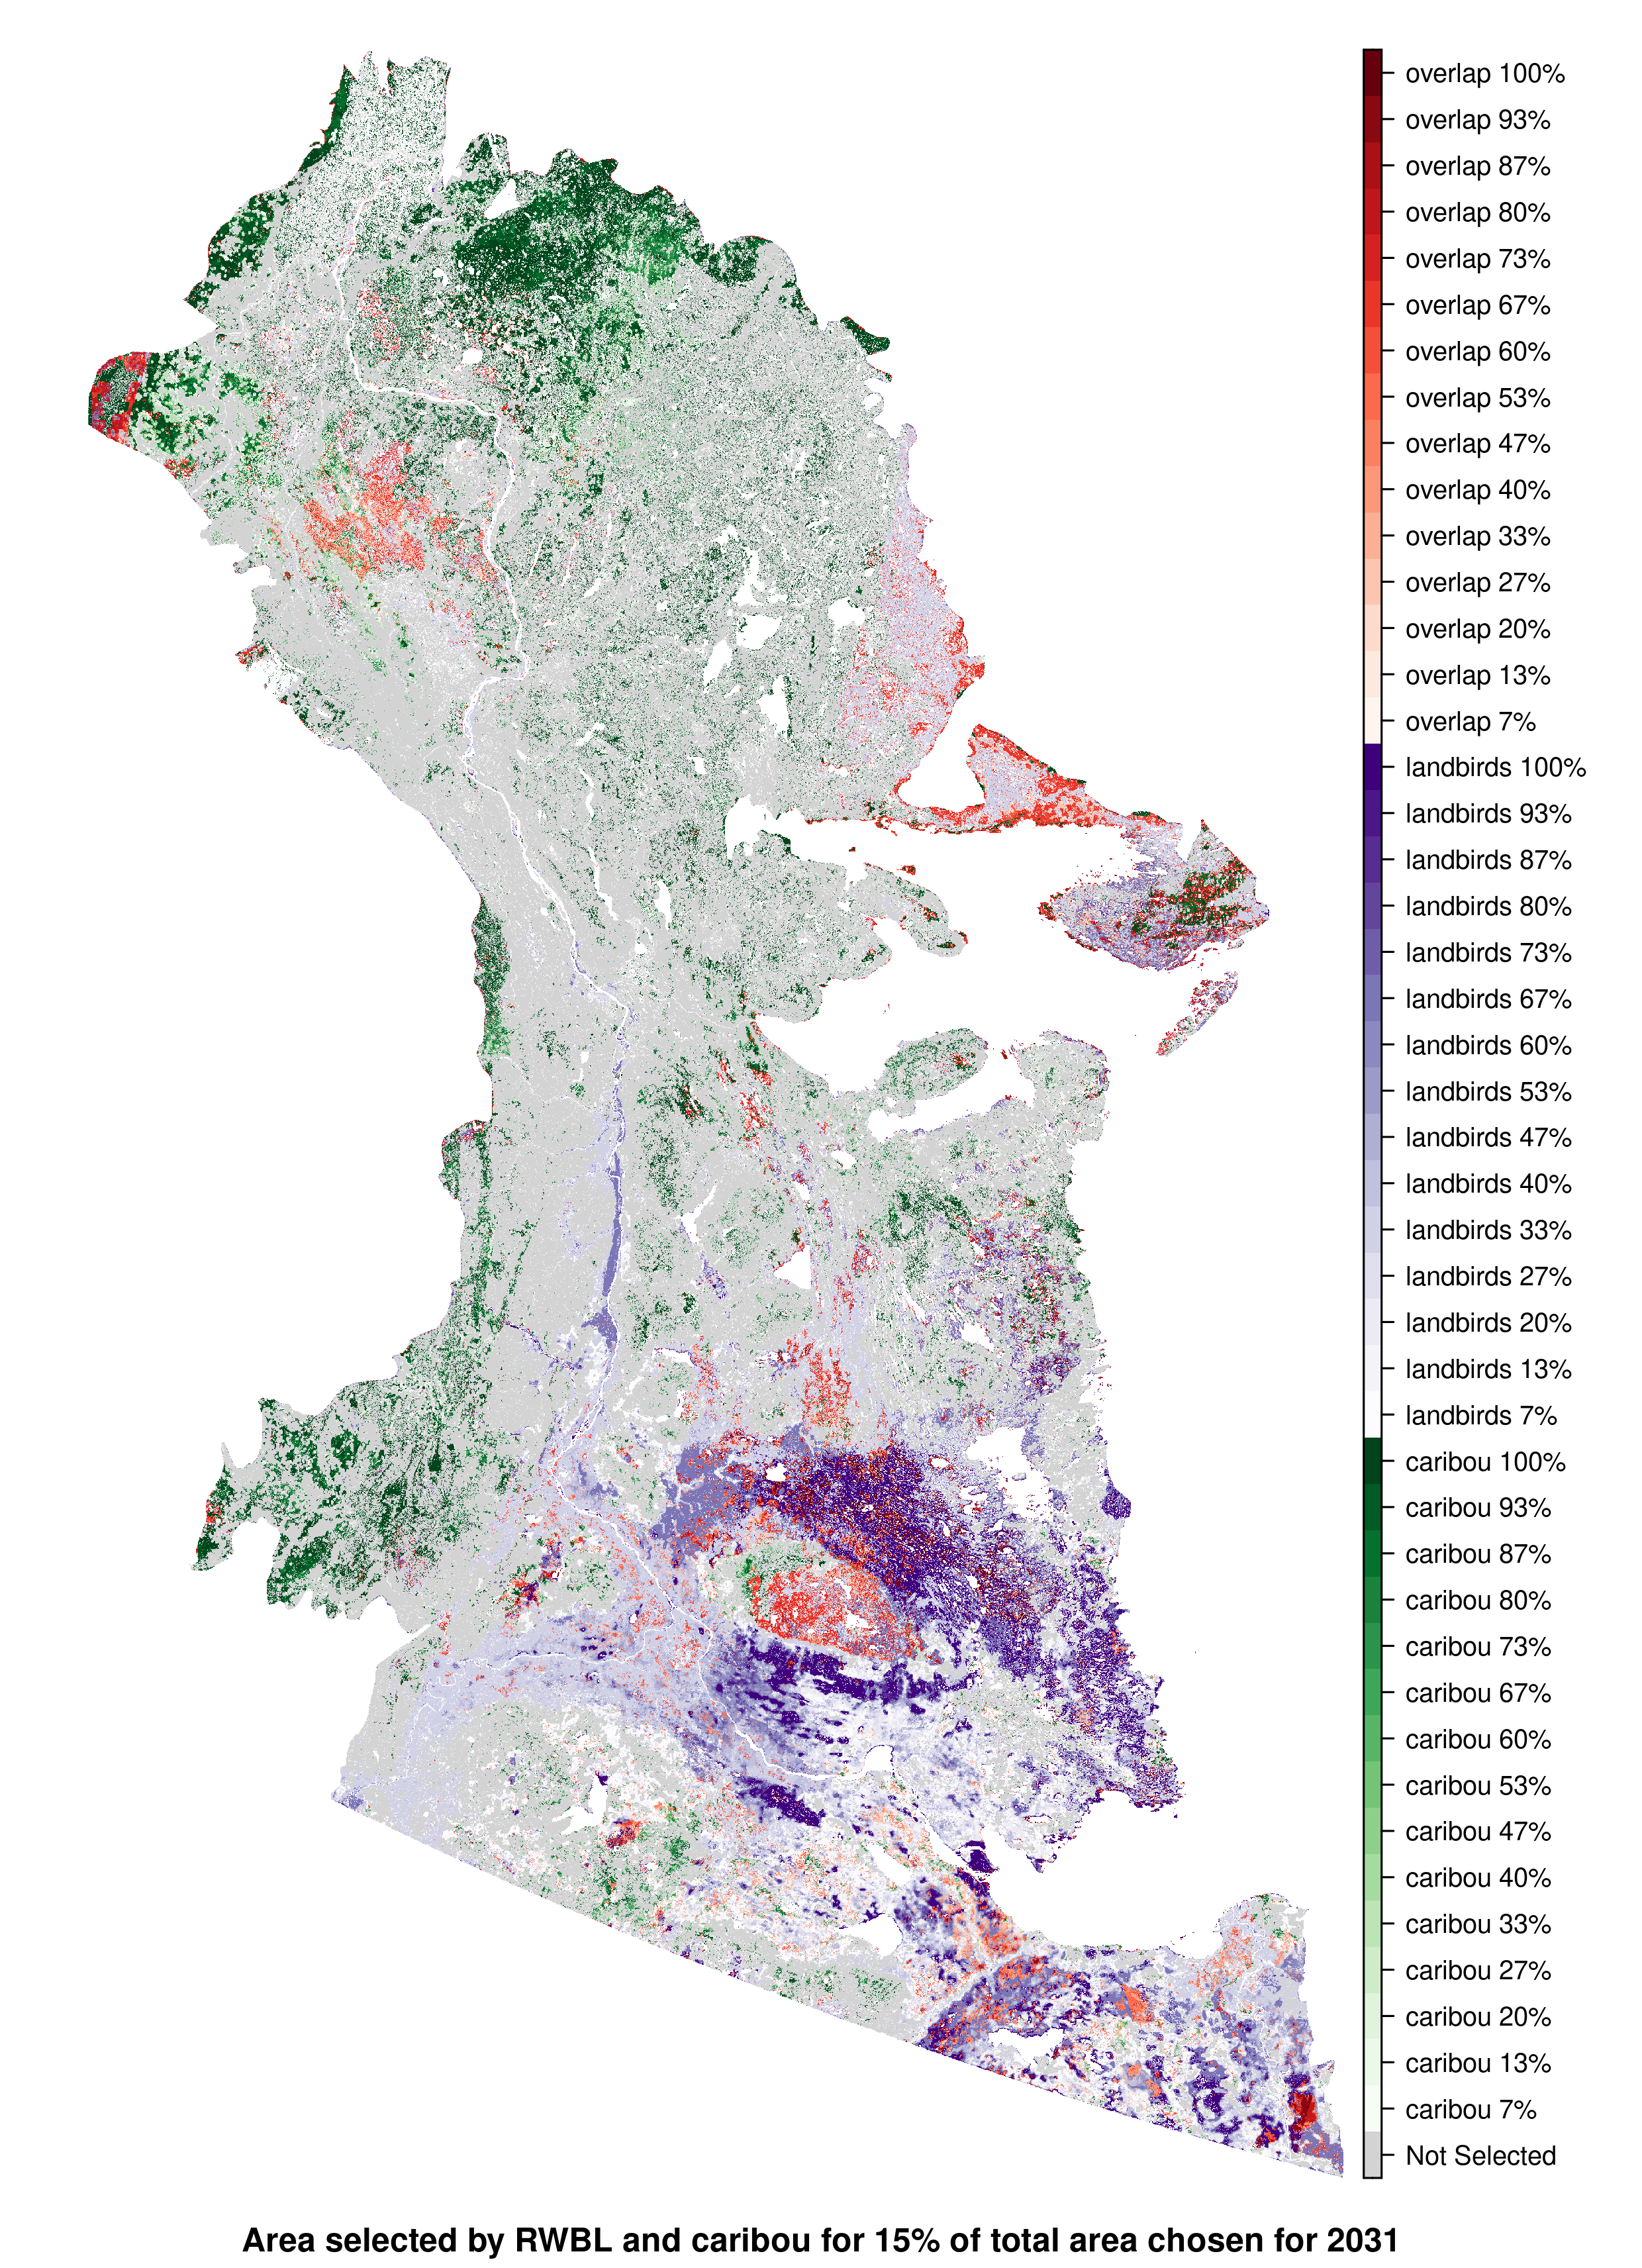 overlap 100%
overlap 93%
overlap 87%
overlap 80%
overlap 73%
overlap 67%
overlap 60%
overlap 53%
overlap 47%
overlap 40%
overlap 33%
overlap 27%
overlap 20%
overlap 13%
overlap 7%
landbirds 100%
landbirds 93%
landbirds 87%
landbirds 80%
landbirds 73%
landbirds 67%
landbirds 60%
landbirds 53%
landbirds 47%
landbirds 40%
landbirds 33%
landbirds 27%
landbirds 20%
landbirds 13%
landbirds 7%
caribou 100%
caribou 93%
caribou 87%
caribou 80%
caribou 73%
caribou 67%
caribou 60%
caribou 53%
caribou 47%
caribou 40%
caribou 33%
caribou 27%
caribou 20%
caribou 13%
caribou 7%
Not Selected
Area selected by RWBL and caribou for 15% of total area chosen for 2031